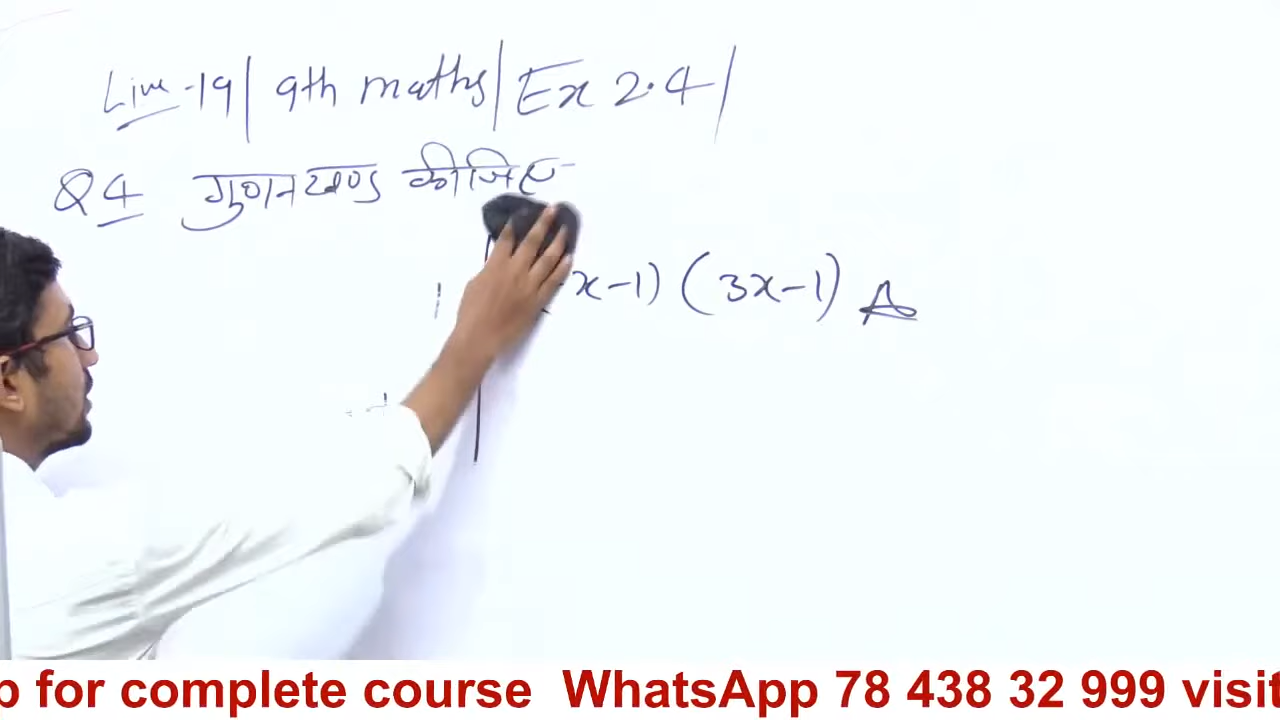 Live-19| 9th maths| Ex 2.4|
Q4 गुणनखण्ड कीजिए
x-1) (3x-1) A
p for complete course WhatsApp 78 438 32 999 visit